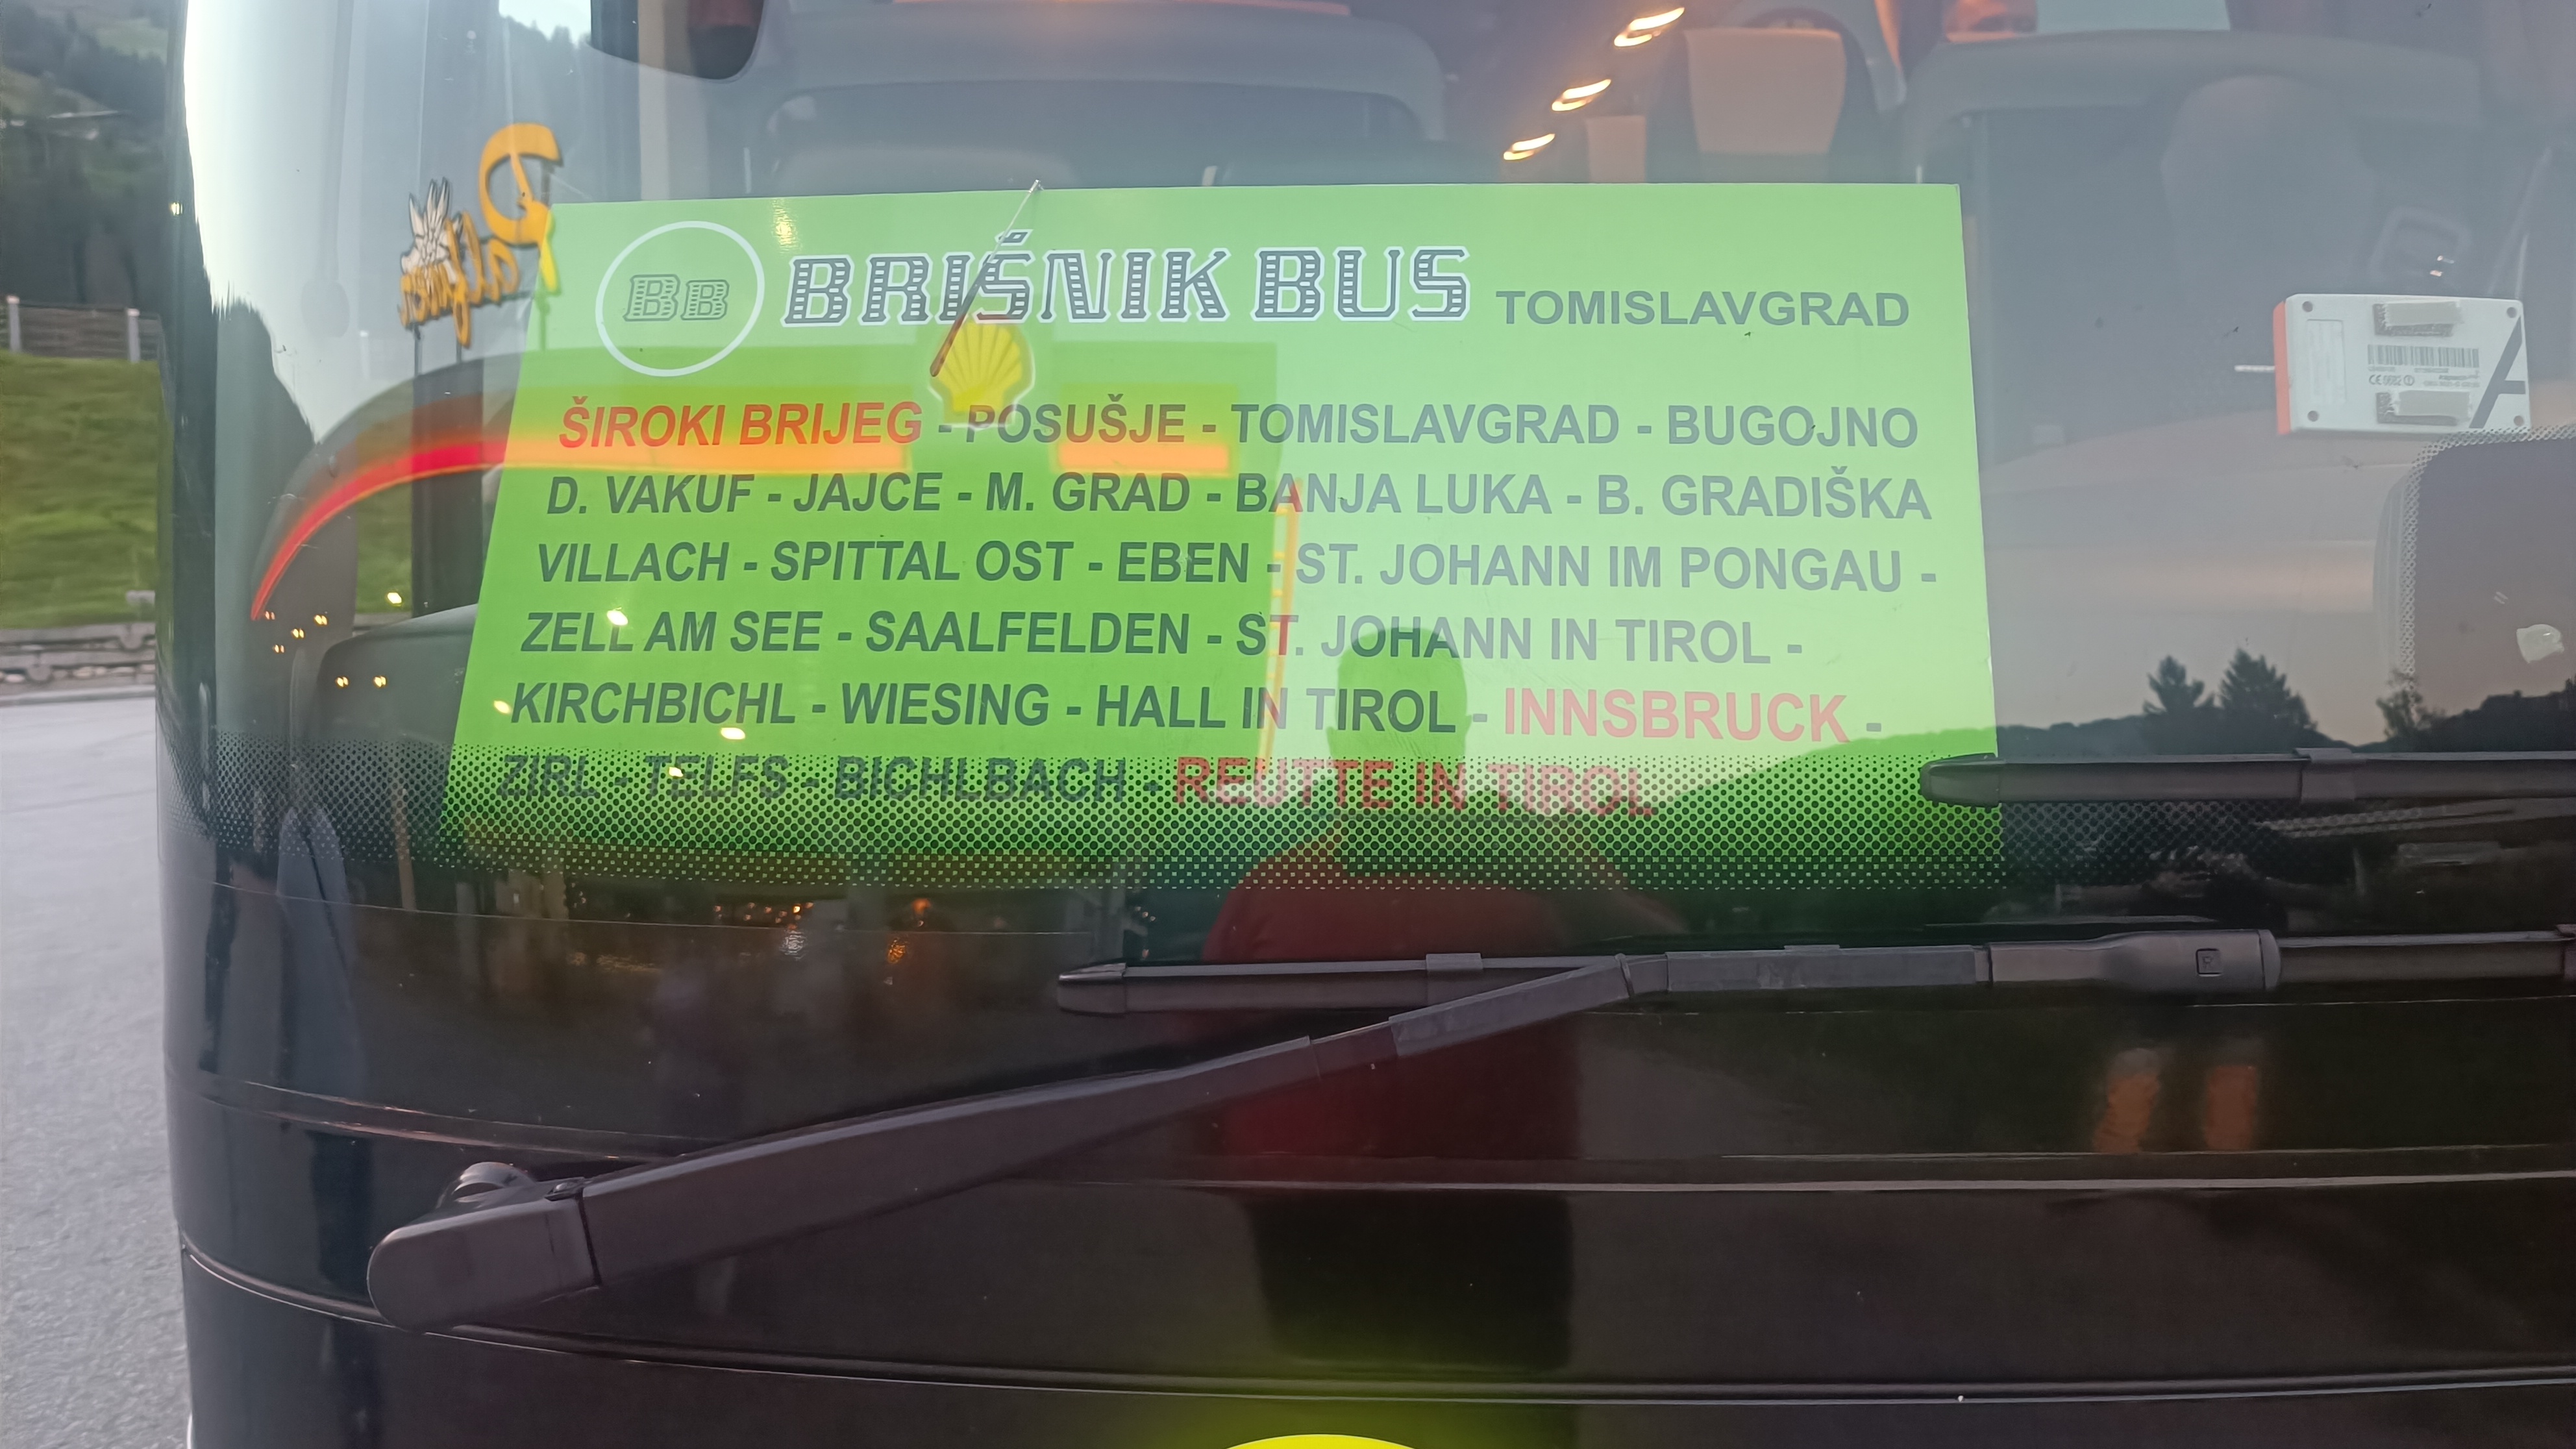 BB BRIŠNIK BUS TOMISLAVGRAD
ŠIROKI BRIJEG - POSUŠJE - TOMISLAVGRAD - BUGOJNO
D. VAKUF - JAJCE - M. GRAD - BANJA LUKA - B. GRADIŠKA
VILLACH - SPITTAL OST - EBEN - ST. JOHANN IM PONGAU -
ZELL AM SEE - SAALFELDEN - ST. JOHANN IN TIROL -
KIRCHBICHL - WIESING - HALL IN TIROL - INNSBRUCK -
ZIRL - TELFS - BICHLBACH - REUTTE IN TIROL